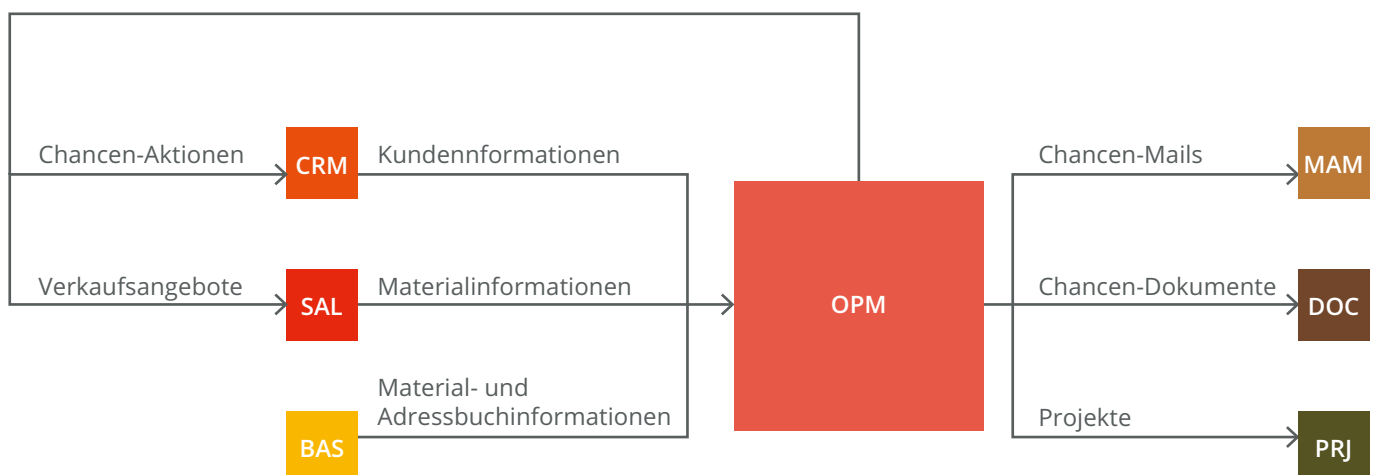 Chancen-Aktionen
CRM
Kundennformationen
Chancen-Mails
MAM
Verkaufsangebote
SAL
Materialinformationen
OPM
Chancen-Dokumente
DOC
Material- und
Adressbuchinformationen
BAS
Projekte
PRJ